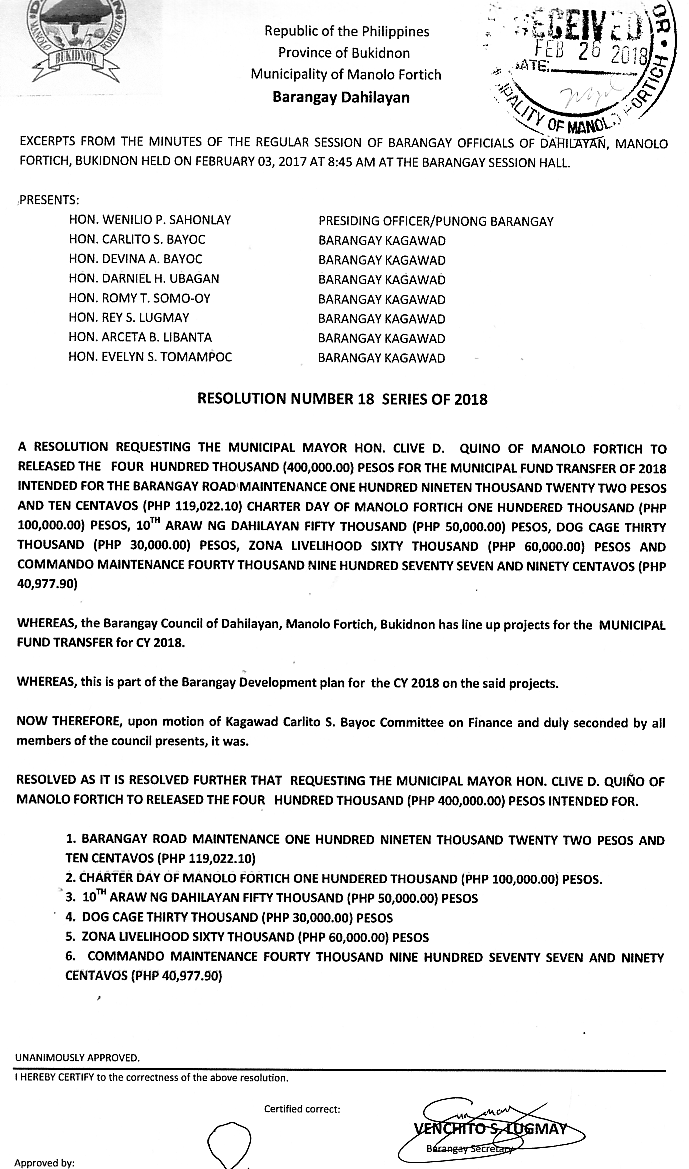 MANOLO FORTICH
BUKIDNON
Republic of the Philippines
Province of Bukidnon
Municipality of Manolo Fortich
Barangay Dahilayan
RECEIVED
FEB 26 2018
DATE:
MANOLO FORTICH
EXCERPTS FROM THE MINUTES OF THE REGULAR SESSION OF BARANGAY OFFICIALS OF DAHILAYAN, MANOLO
FORTICH, BUKIDNON HELD ON FEBRUARY 03, 2017 AT 8:45 AM AT THE BARANGAY SESSION HALL.
PRESENTS:
HON. WENILIO P. SAHONLAY PRESIDING OFFICER/PUNONG BARANGAY
HON. CARLITO S. BAYOC BARANGAY KAGAWAD
HON. DEVINA A. BAYOC BARANGAY KAGAWAD
HON. DARNIEL H. UBAGAN BARANGAY KAGAWAD
HON. ROMY T. SOMO-OY BARANGAY KAGAWAD
HON. REY S. LUGMAY BARANGAY KAGAWAD
HON. ARCETA B. LIBANTA BARANGAY KAGAWAD
HON. EVELYN S. TOMAMPOC BARANGAY KAGAWAD
RESOLUTION NUMBER 18 SERIES OF 2018
A RESOLUTION REQUESTING THE MUNICIPAL MAYOR HON. CLIVE D. QUINO OF MANOLO FORTICH TO
RELEASED THE FOUR HUNDRED THOUSAND (400,000.00) PESOS FOR THE MUNICIPAL FUND TRANSFER OF 2018
INTENDED FOR THE BARANGAY ROAD MAINTENANCE ONE HUNDRED NINETEN THOUSAND TWENTY TWO PESOS
AND TEN CENTAVOS (PHP 119,022.10) CHARTER DAY OF MANOLO FORTICH ONE HUNDERED THOUSAND (PHP
100,000.00) PESOS, 10TH ARAW NG DAHILAYAN FIFTY THOUSAND (PHP 50,000.00) PESOS, DOG CAGE THIRTY
THOUSAND (PHP 30,000.00) PESOS, ZONA LIVELIHOOD SIXTY THOUSAND (PHP 60,000.00) PESOS AND
COMMANDO MAINTENANCE FOURTY THOUSAND NINE HUNDRED SEVENTY SEVEN AND NINETY CENTAVOS (PHP
40,977.90)
WHEREAS, the Barangay Council of Dahilayan, Manolo Fortich, Bukidnon has line up projects for the MUNICIPAL
FUND TRANSFER for CY 2018.
WHEREAS, this is part of the Barangay Development plan for the CY 2018 on the said projects.
NOW THEREFORE, upon motion of Kagawad Carlito S. Bayoc Committee on Finance and duly seconded by all
members of the council presents, it was.
RESOLVED AS IT IS RESOLVED FURTHER THAT REQUESTING THE MUNICIPAL MAYOR HON. CLIVE D. QUIÑO OF
MANOLO FORTICH TO RELEASED THE FOUR HUNDRED THOUSAND (PHP 400,000.00) PESOS INTENDED FOR.
1. BARANGAY ROAD MAINTENANCE ONE HUNDRED NINETEN THOUSAND TWENTY TWO PESOS AND
TEN CENTAVOS (PHP 119,022.10)
2. CHARTER DAY OF MANOLO FORTICH ONE HUNDERED THOUSAND (PHP 100,000.00) PESOS.
3. 10TH ARAW NG DAHILAYAN FIFTY THOUSAND (PHP 50,000.00) PESOS
4. DOG CAGE THIRTY THOUSAND (PHP 30,000.00) PESOS
5. ZONA LIVELIHOOD SIXTY THOUSAND (PHP 60,000.00) PESOS
6. COMMANDO MAINTENANCE FOURTY THOUSAND NINE HUNDRED SEVENTY SEVEN AND NINETY
CENTAVOS (PHP 40,977.90)
UNANIMOUSLY APPROVED.
I HEREBY CERTIFY to the correctness of the above resolution.
Certified correct:
VENCHITO S. LUGMAY
Barangay Secretary
Approved by: